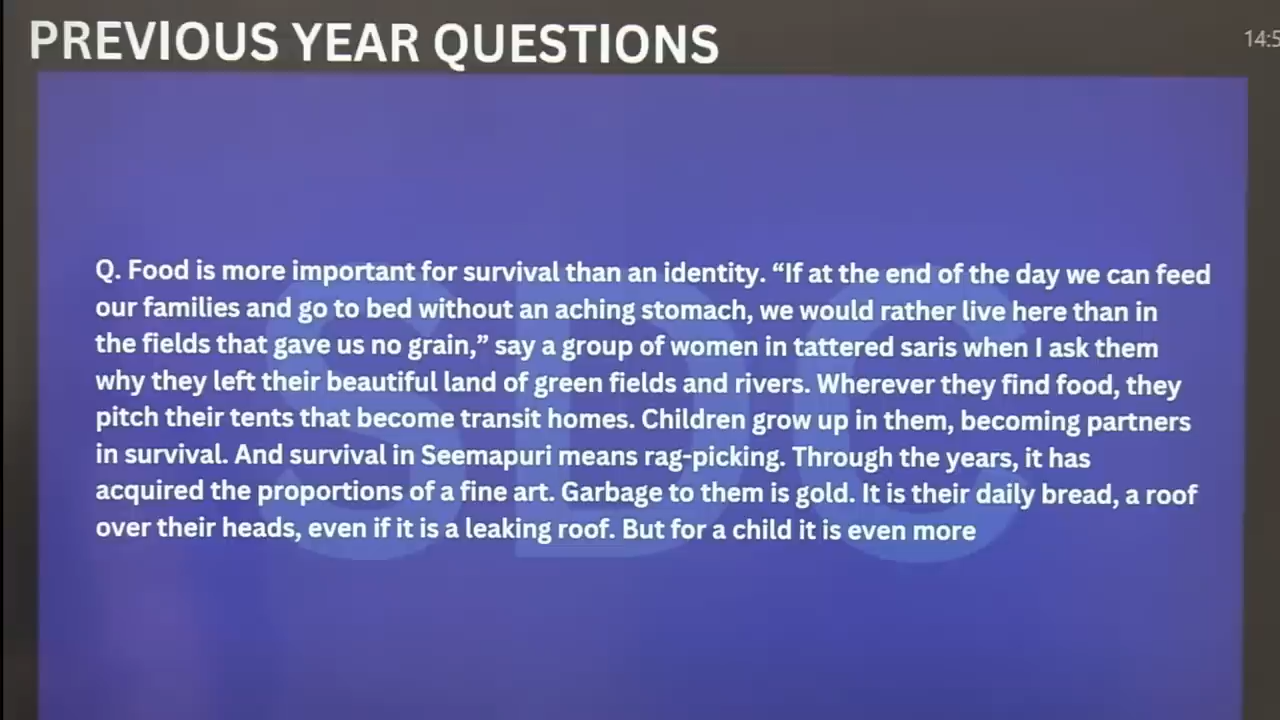 PREVIOUS YEAR QUESTIONS
14:5
Q. Food is more important for survival than an identity. “If at the end of the day we can feed
our families and go to bed without an aching stomach, we would rather live here than in
the fields that gave us no grain,” say a group of women in tattered saris when I ask them
why they left their beautiful land of green fields and rivers. Wherever they find food, they
pitch their tents that become transit homes. Children grow up in them, becoming partners
in survival. And survival in Seemapuri means rag-picking. Through the years, it has
acquired the proportions of a fine art. Garbage to them is gold. It is their daily bread, a roof
over their heads, even if it is a leaking roof. But for a child it is even more
SDC